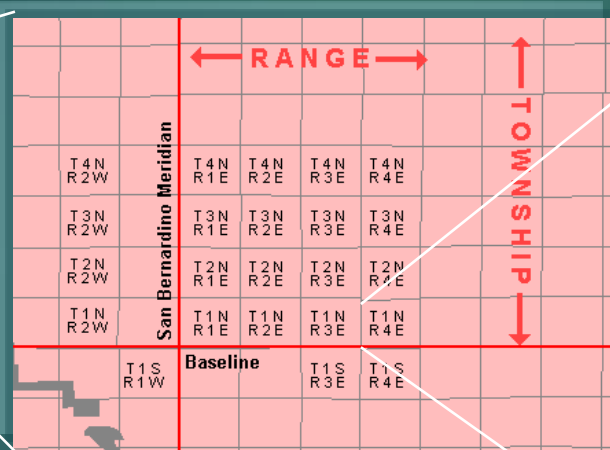 RANGE
TOWNSHIP
San Bernardino Meridian
T4N T4N T4N T4N T4N
R2W R1E R2E R3E R4E
T3N T3N T3N T3N T3N
R2W R1E R2E R3E R4E
T2N T2N T2N T2N T2N
R2W R1E R2E R3E R4E
T1N T1N T1N T1N T1N
R2W R1E R2E R3E R4E
Baseline
T1S T1S T1S
R1W R3E R4E